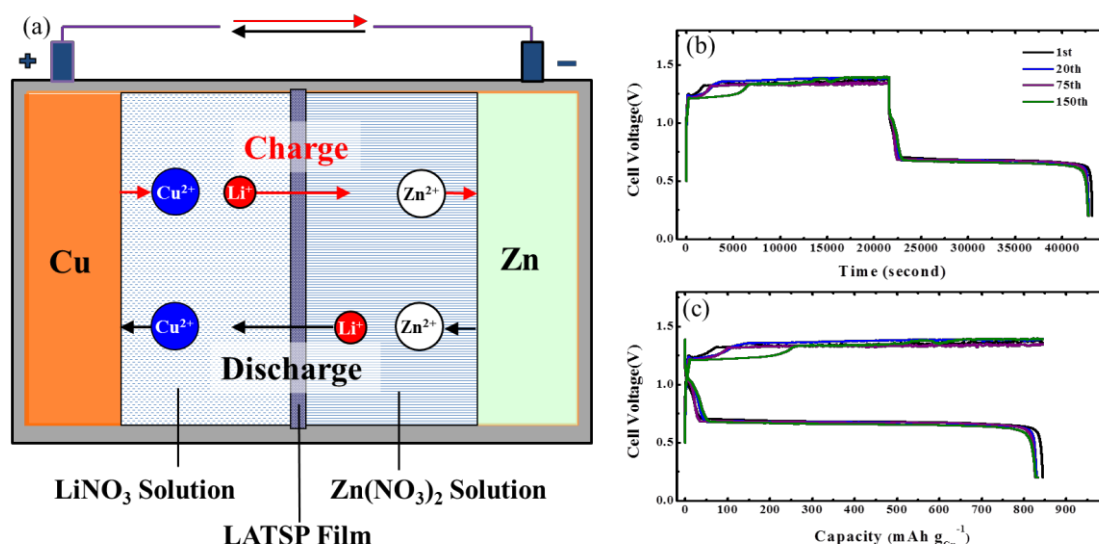 (a)
+
−
Charge
Cu²⁺
Li⁺
Zn²⁺
Cu
Zn
Cu²⁺
Li⁺
Zn²⁺
Discharge
LiNO₃ Solution
Zn(NO₃)₂ Solution
LATSP Film
(b)
1st
20th
75th
150th
Cell Voltage(V)
1.5
1.0
0.5
0.0
0 5000 10000 15000 20000 25000 30000 35000 40000
Time (second)
(c)
Cell Voltage(V)
1.5
1.0
0.5
0.0
0 100 200 300 400 500 600 700 800 900
Capacity (mAh g⁻¹